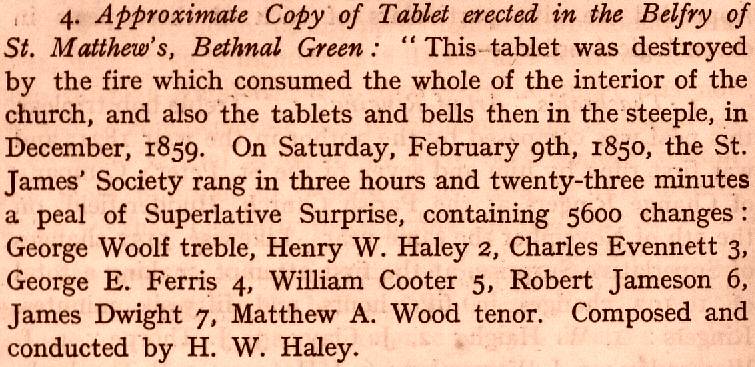 4. Approximate Copy of Tablet erected in the Belfry of
St. Matthew's, Bethnal Green : " This tablet was destroyed
by the fire which consumed the whole of the interior of the
church, and also the tablets and bells then in the steeple, in
December, 1859. On Saturday, February 9th, 1850, the St.
James' Society rang in three hours and twenty-three minutes
a peal of Superlative Surprise, containing 5600 changes :
George Woolf treble, Henry W. Haley 2, Charles Evennett 3,
George E. Ferris 4, William Cooter 5, Robert Jameson 6,
James Dwight 7, Matthew A. Wood tenor. Composed and
conducted by H. W. Haley.